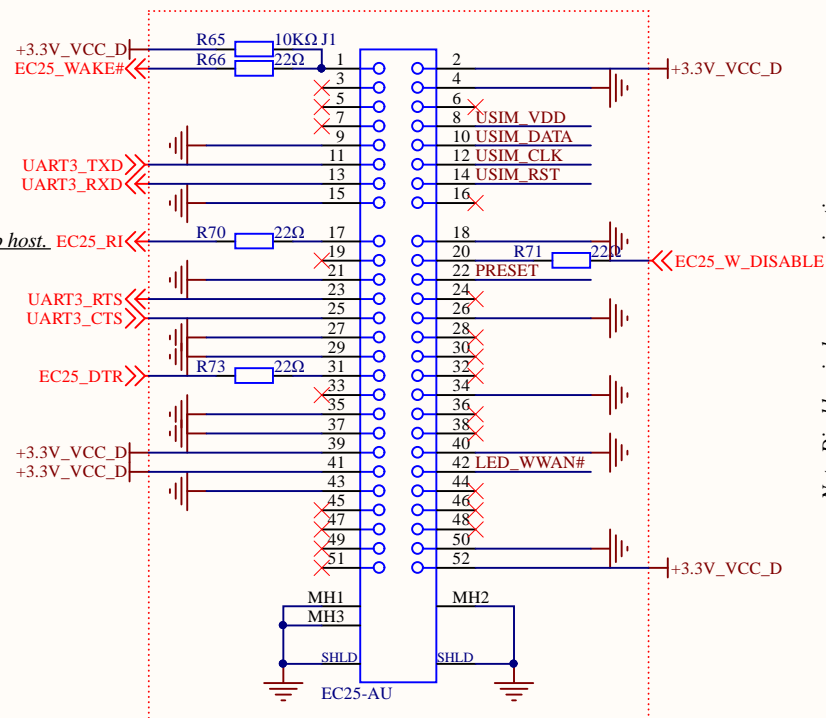 R65 10KΩ J1
+3.3V_VCC_D
EC25_WAKE# R66 22Ω 1 2 +3.3V_VCC_D
3 4
5 6
7 8 USIM_VDD
9 10 USIM_DATA
UART3_TXD 11 12 USIM_CLK
UART3_RXD 13 14 USIM_RST
15 16
host. EC25_RI R70 22Ω 17 18
19 20 R71 22Ω EC25_W_DISABLE
21 22 PRESET
UART3_RTS 23 24
UART3_CTS 25 26
27 28
29 30
EC25_DTR R73 22Ω 31 32
33 34
35 36
37 38
+3.3V_VCC_D 39 40
+3.3V_VCC_D 41 42 LED_WWAN#
43 44
45 46
47 48
49 50
51 52 +3.3V_VCC_D
MH1 MH2
MH3
SHLD SHLD
EC25-AU